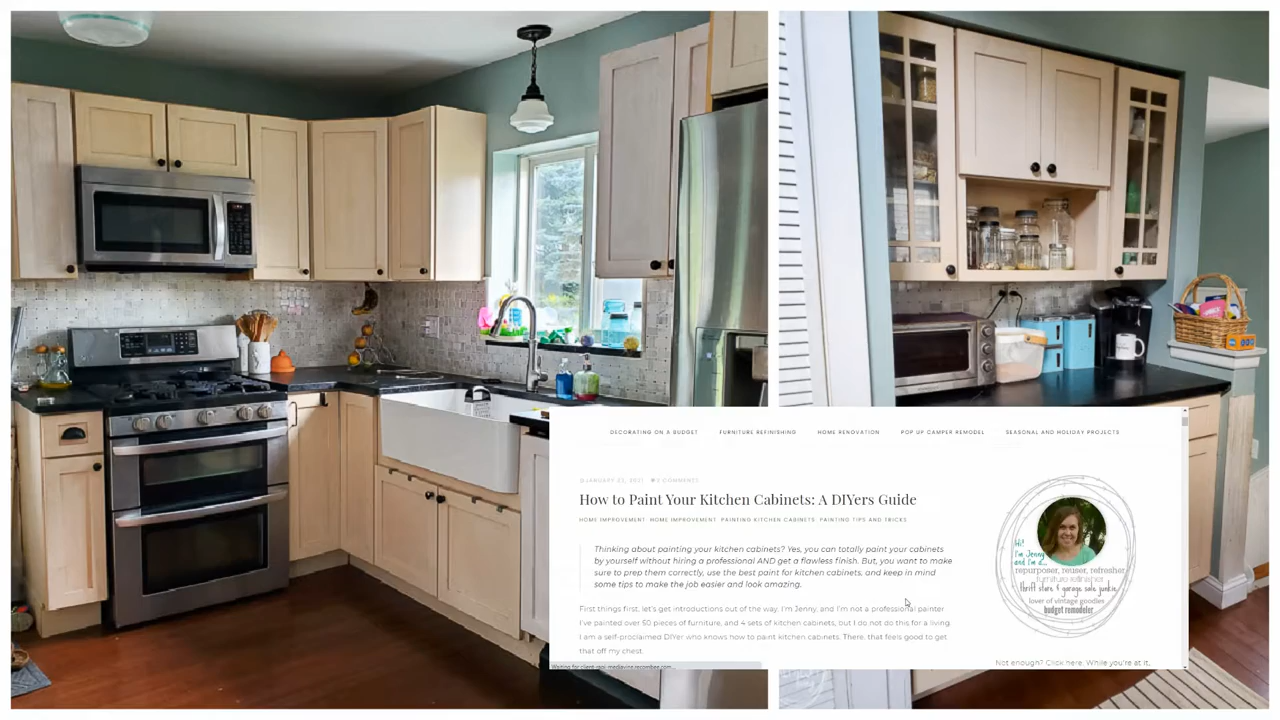 DECORATING ON A BUDGET FURNITURE REFINISHING HOME RENOVATION POP UP CAMPER REMODEL SEASONAL AND HOLIDAY PROJECTS
JANUARY 23, 2021 COMMENTS
How to Paint Your Kitchen Cabinets: A DIYers Guide
HOME IMPROVEMENT HOME IMPROVEMENT PAINTING KITCHEN CABINETS PAINTING TIPS AND TRICKS
Thinking about painting your kitchen cabinets? Yes, you can totally paint your cabinets
by yourself without hiring a professional AND get a flawless finish. But, you want to make
sure to prep them correctly, use the best paint for kitchen cabinets, and keep in mind
some tips to make the job easier and look amazing.
First things first, let's get introductions out of the way. I'm Jenny, and I'm not a professional painter
I've painted over 50 pieces of furniture, and 4 sets of kitchen cabinets, but I do not do this for a living
I am a self-proclaimed DIYer who knows how to paint kitchen cabinets. There, that feels good to get
that off my chest.
Hi!
I'm Jenny
and I'm a...
repurposer, reuser, refresher
furniture refinisher
thrift store & garage sale junkie
lover of vintage goodies
budget remodeler
Not enough? Click here. While you're at it,